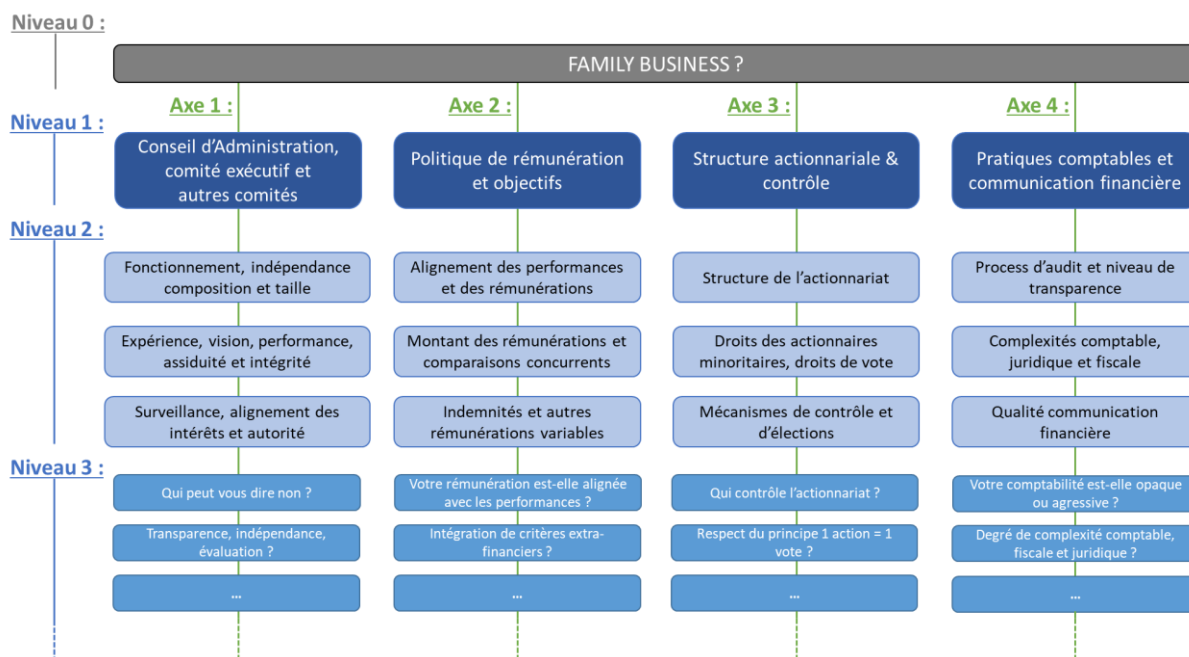 Niveau 0 :
FAMILY BUSINESS ?
Axe 1 :
Axe 2 :
Axe 3 :
Axe 4 :
Niveau 1 :
Conseil d'Administration,
comité exécutif et
autres comités
Politique de rémunération
et objectifs
Structure actionnariale &
contrôle
Pratiques comptables et
communication financière
Niveau 2 :
Fonctionnement, indépendance
composition et taille
Alignement des performances
et des rémunérations
Structure de l'actionnariat
Process d'audit et niveau de
transparence
Expérience, vision, performance,
assiduité et intégrité
Montant des rémunérations et
comparaisons concurrents
Droits des actionnaires
minoritaires, droits de vote
Complexités comptable,
juridique et fiscale
Surveillance, alignement des
intérêts et autorité
Indemnités et autres
rémunérations variables
Mécanismes de contrôle et
d'élections
Qualité communication
financière
Niveau 3 :
Qui peut vous dire non ?
Votre rémunération est-elle alignée
avec les performances ?
Qui contrôle l'actionnariat ?
Votre comptabilité est-elle opaque
ou agressive ?
Transparence, indépendance,
évaluation ?
Intégration de critères extra-
financiers ?
Respect du principe 1 action = 1
vote ?
Degré de complexité comptable,
fiscale et juridique ?
...
...
...
...